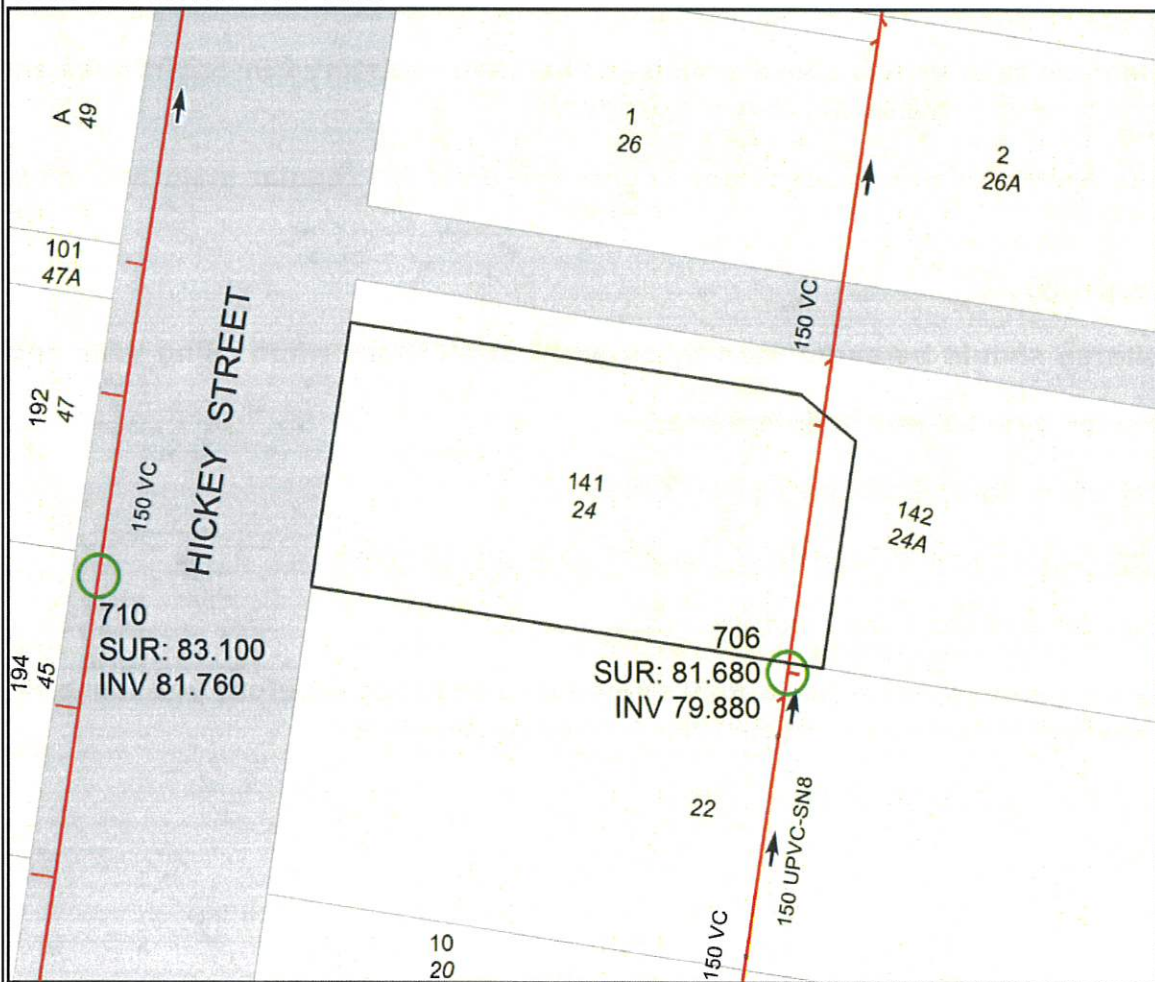 A
49
1
26
2
26A
101
47A
150 VC
HICKEY STREET
192
47
150 VC
141
24
142
24A
710
SUR: 83.100
INV 81.760
706
SUR: 81.680
INV 79.880
194
45
22
150 UPVC-SN8
150 VC
10
20